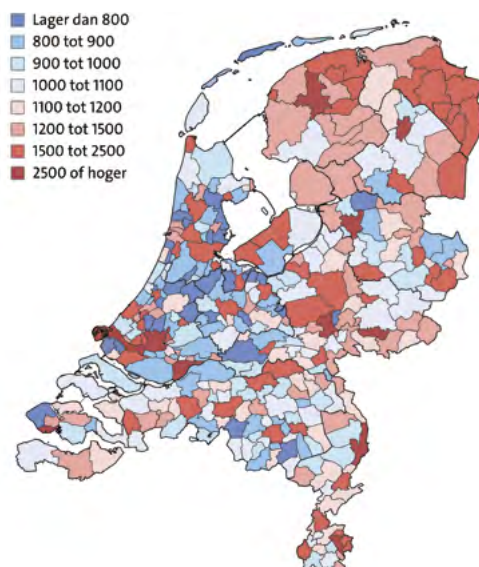 Lager dan 800
800 tot 900
900 tot 1000
1000 tot 1100
1100 tot 1200
1200 tot 1500
1500 tot 2500
2500 of hoger